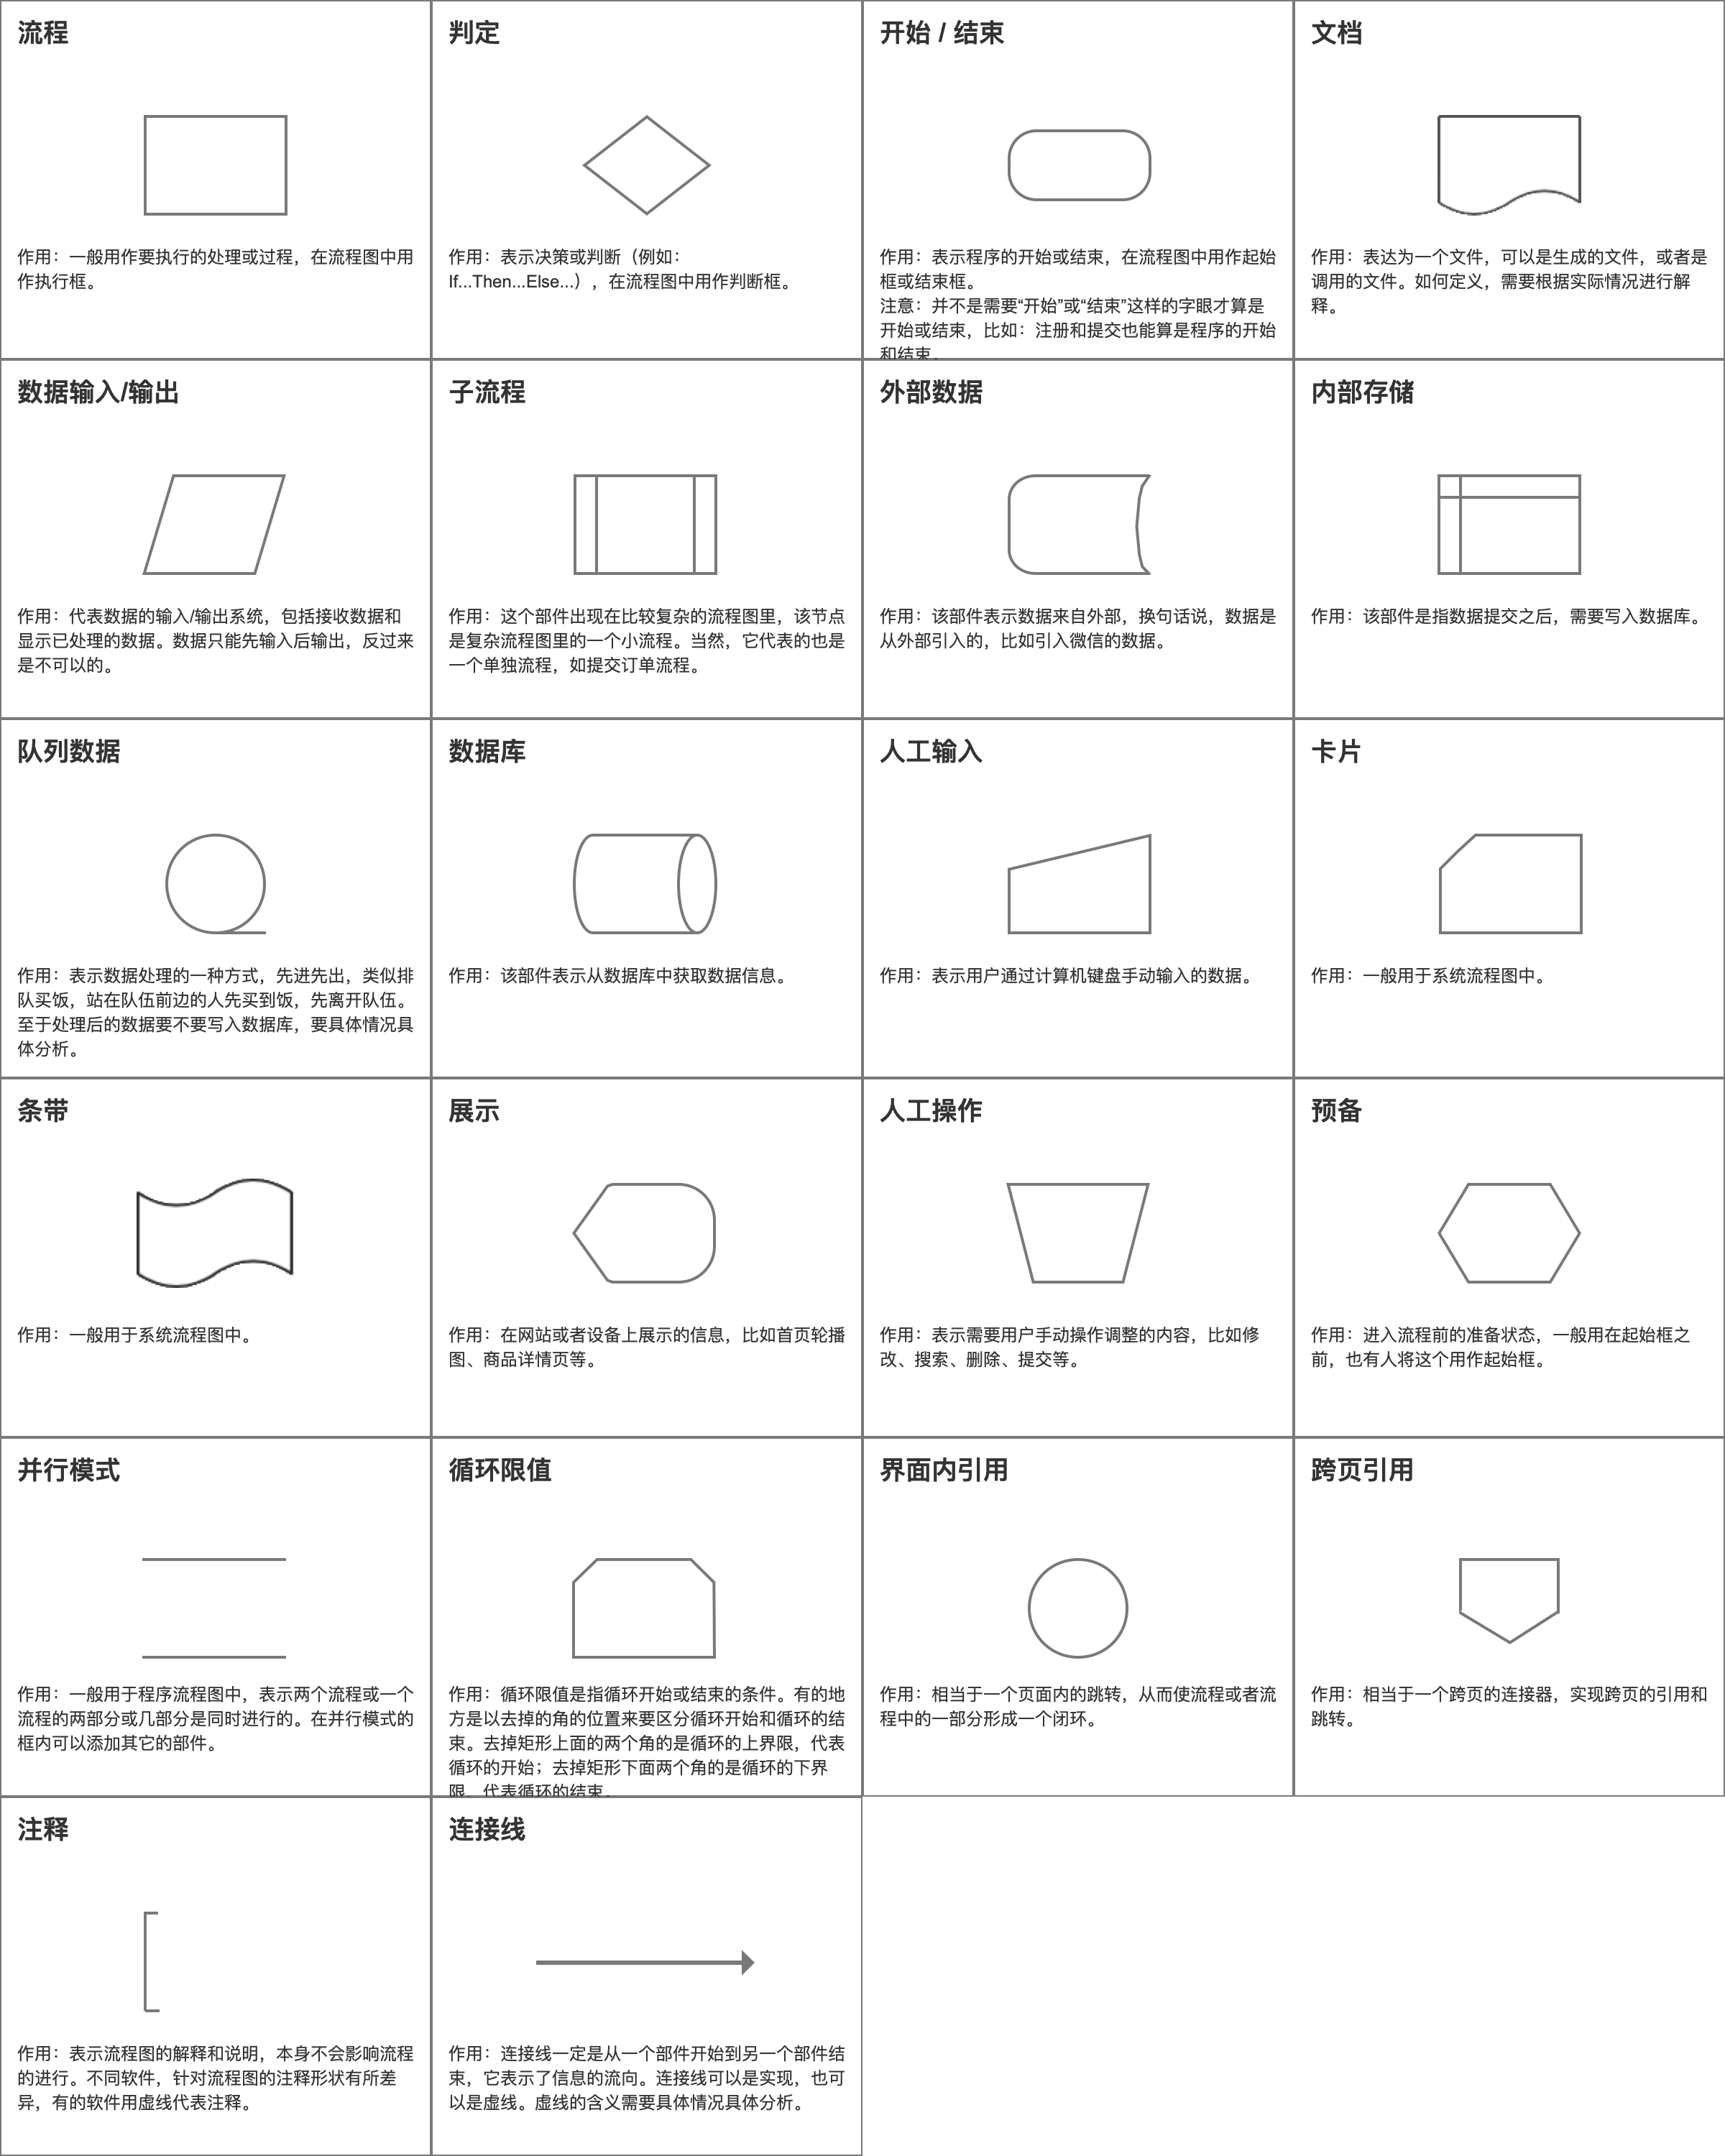 流程
作用：一般用作要执行的处理或过程，在流程图中用
作执行框。
判定
作用：表示决策或判断（例如：
If...Then...Else...），在流程图中用作判断框。
开始 / 结束
作用：表示程序的开始或结束，在流程图中用作起始
框或结束框。
注意：并不是需要“开始”或“结束”这样的字眼才算是
开始或结束，比如：注册和提交也能算是程序的开始
和结束。
文档
作用：表达为一个文件，可以是生成的文件，或者是
调用的文件。如何定义，需要根据实际情况进行解
释。
数据输入/输出
作用：代表数据的输入/输出系统，包括接收数据和
显示已处理的数据。数据只能先输入后输出，反过来
是不可以的。
子流程
作用：这个部件出现在比较复杂的流程图里，该节点
是复杂流程图里的一个小流程。当然，它代表的也是
一个单独流程，如提交订单流程。
外部数据
作用：该部件表示数据来自外部，换句话说，数据是
从外部引入的，比如引入微信的数据。
内部存储
作用：该部件是指数据提交之后，需要写入数据库。
队列数据
作用：表示数据处理的一种方式，先进先出，类似排
队买饭，站在队伍前边的人先买到饭，先离开队伍。
至于处理后的数据要不要写入数据库，要具体情况具
体分析。
数据库
作用：该部件表示从数据库中获取数据信息。
人工输入
作用：表示用户通过计算机键盘手动输入的数据。
卡片
作用：一般用于系统流程图中。
条带
作用：一般用于系统流程图中。
展示
作用：在网站或者设备上展示的信息，比如首页轮播
图、商品详情页等。
人工操作
作用：表示需要用户手动操作调整的内容，比如修
改、搜索、删除、提交等。
预备
作用：进入流程前的准备状态，一般用在起始框之
前，也有人将这个用作起始框。
并行模式
作用：一般用于程序流程图中，表示两个流程或一个
流程的两部分或几部分是同时进行的。在并行模式的
框内可以添加其它的部件。
循环限值
作用：循环限值是指循环开始或结束的条件。有的地
方是以去掉的角的位置来要区分循环开始和循环的结
束。去掉矩形上面的两个角的是循环的上界限，代表
循环的开始；去掉矩形下面两个角的是循环的下界
限，代表循环的结束。
界面内引用
作用：相当于一个页面内的跳转，从而使流程或者流
程中的一部分形成一个闭环。
跨页引用
作用：相当于一个跨页的连接器，实现跨页的引用和
跳转。
注释
作用：表示流程图的解释和说明，本身不会影响流程
的进行。不同软件，针对流程图的注释形状有所差
异，有的软件用虚线代表注释。
连接线
作用：连接线一定是从一个部件开始到另一个部件结
束，它表示了信息的流向。连接线可以是实现，也可
以是虚线。虚线的含义需要具体情况具体分析。